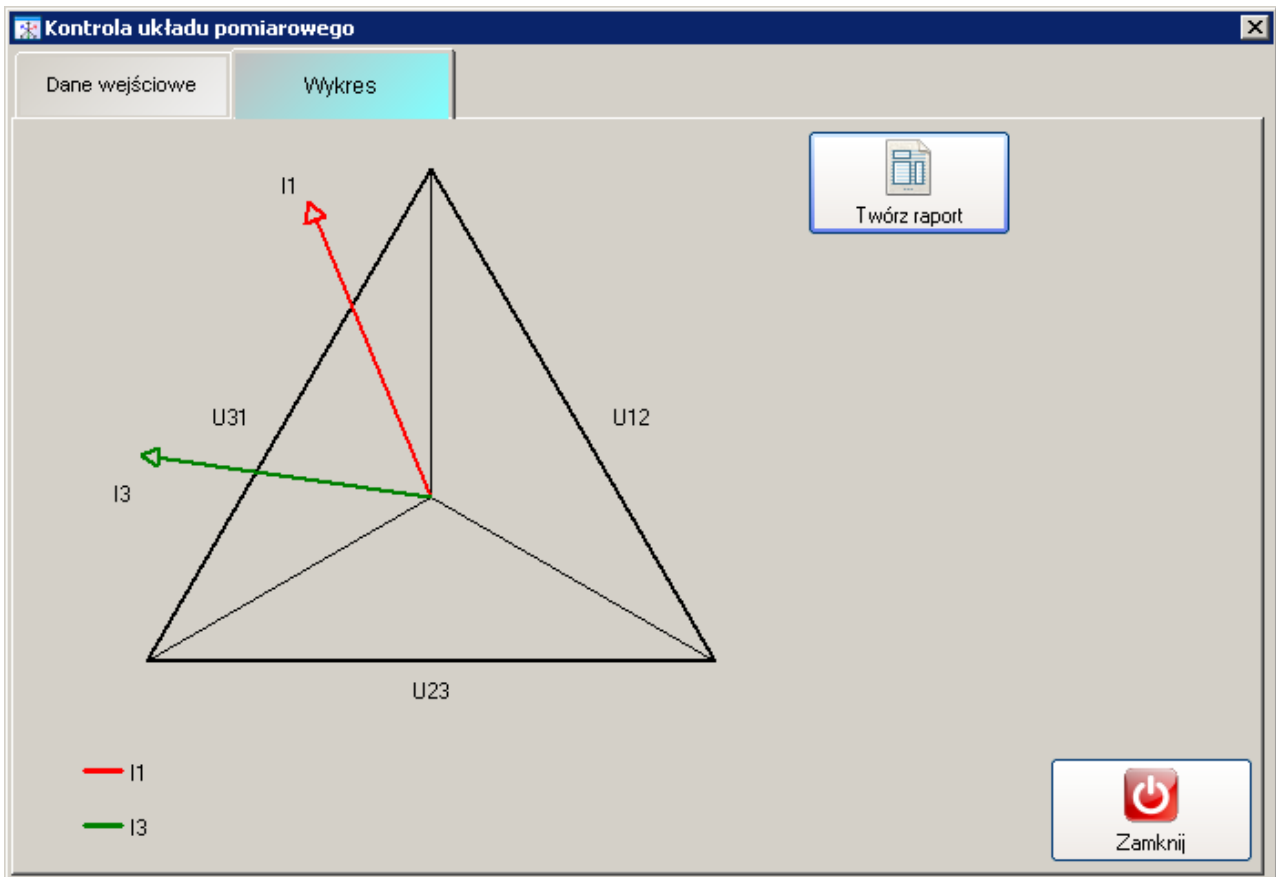 Kontrola układu pomiarowego
Dane wejściowe
Wykres
Twórz raport
I1
U31
U12
I3
U23
I1
I3
Zamknij